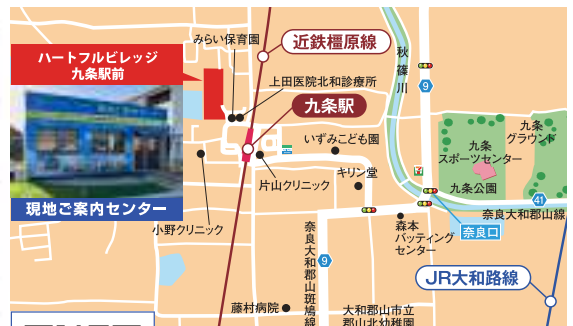 みらい保育園
近鉄橿原線
秋篠川
ハートフルビレッジ
九条駅前
上田医院北和診療所
9
九条駅
九条
グラウンド
いずみこども園
九条
スポーツセンター
キリン堂
片山クリニック
九条公園
現地ご案内センター
41
奈良大和郡山線
小野クリニック
奈良口
森本
バッティング
センター
奈良大和郡山斑鳩線
9
JR大和路線
藤村病院
大和郡山市立
郡山北幼稚園